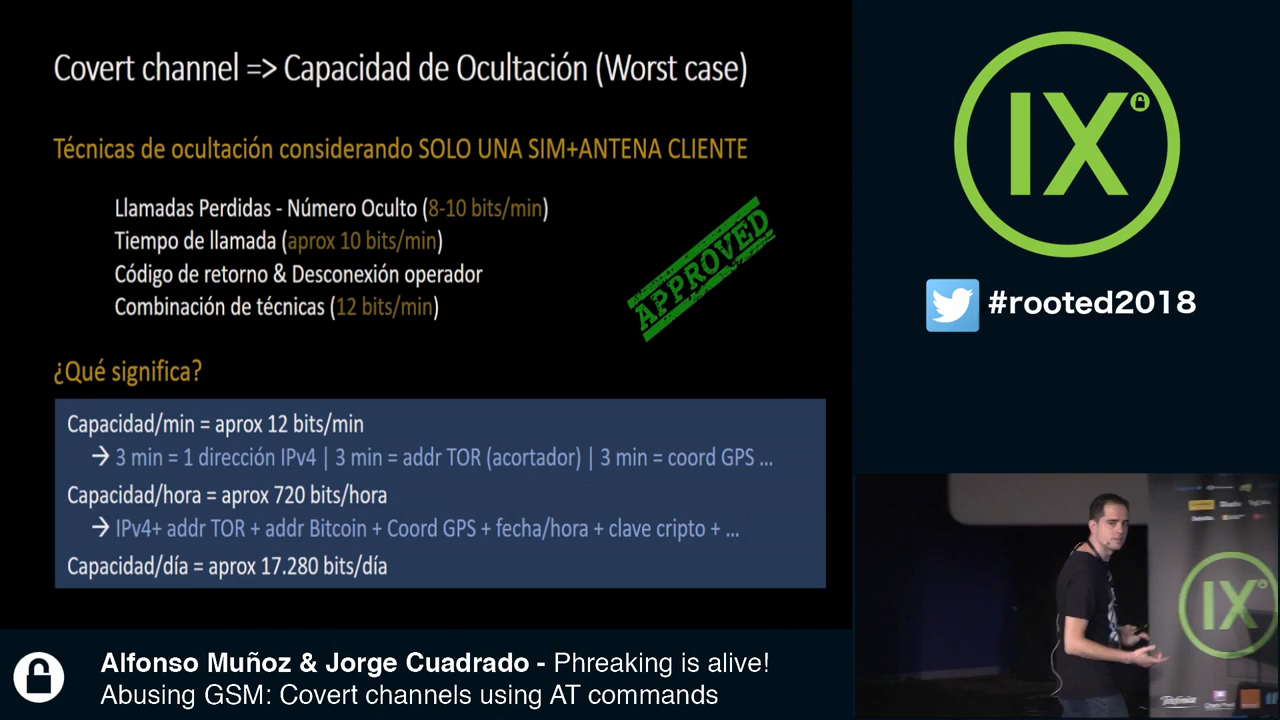 Covert channel => Capacidad de Ocultación (Worst case)
Técnicas de ocultación considerando SOLO UNA SIM+ANTENA CLIENTE
Llamadas Perdidas - Número Oculto (8-10 bits/min)
Tiempo de llamada (aprox 10 bits/min)
Código de retorno & Desconexión operador
Combinación de técnicas (12 bits/min)
APPROVED
¿Qué significa?
Capacidad/min = aprox 12 bits/min
→ 3 min = 1 dirección IPv4 | 3 min = addr TOR (acortador) | 3 min = coord GPS ...
Capacidad/hora = aprox 720 bits/hora
→ IPv4+ addr TOR + addr Bitcoin + Coord GPS + fecha/hora + clave cripto + ...
Capacidad/día = aprox 17.280 bits/día
IX
#rooted2018
IX
Telefónica
Alfonso Muñoz & Jorge Cuadrado - Phreaking is alive!
Abusing GSM: Covert channels using AT commands